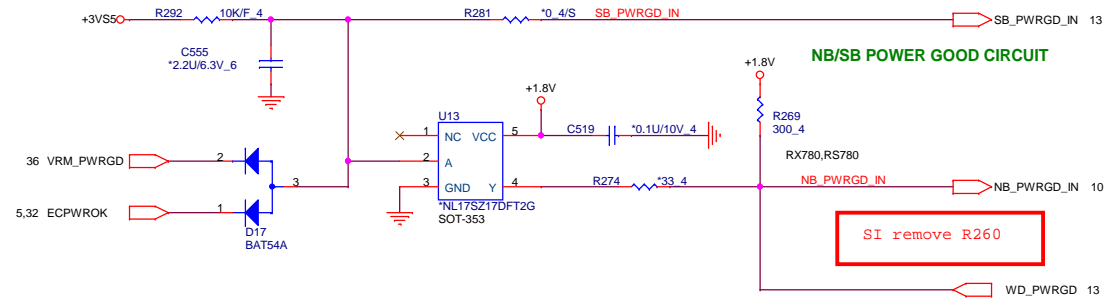 +3VS5
R292
10K/F_4
R281
*0_4/S
SB_PWRGD_IN
SB_PWRGD_IN 13
C555
*2.2U/6.3V_6
NB/SB POWER GOOD CIRCUIT
+1.8V
+1.8V
U13
1
NC
VCC
5
C519
*0.1U/10V_4
R269
300_4
36 VRM_PWRGD
2
3
2
A
RX780,RS780
3
GND
Y
4
R274
*33_4
NB_PWRGD_IN
NB_PWRGD_IN 10
5,32 ECPWROK
1
*NL17SZ17DFT2G
SOT-353
D17
BAT54A
SI remove R260
WD_PWRGD 13